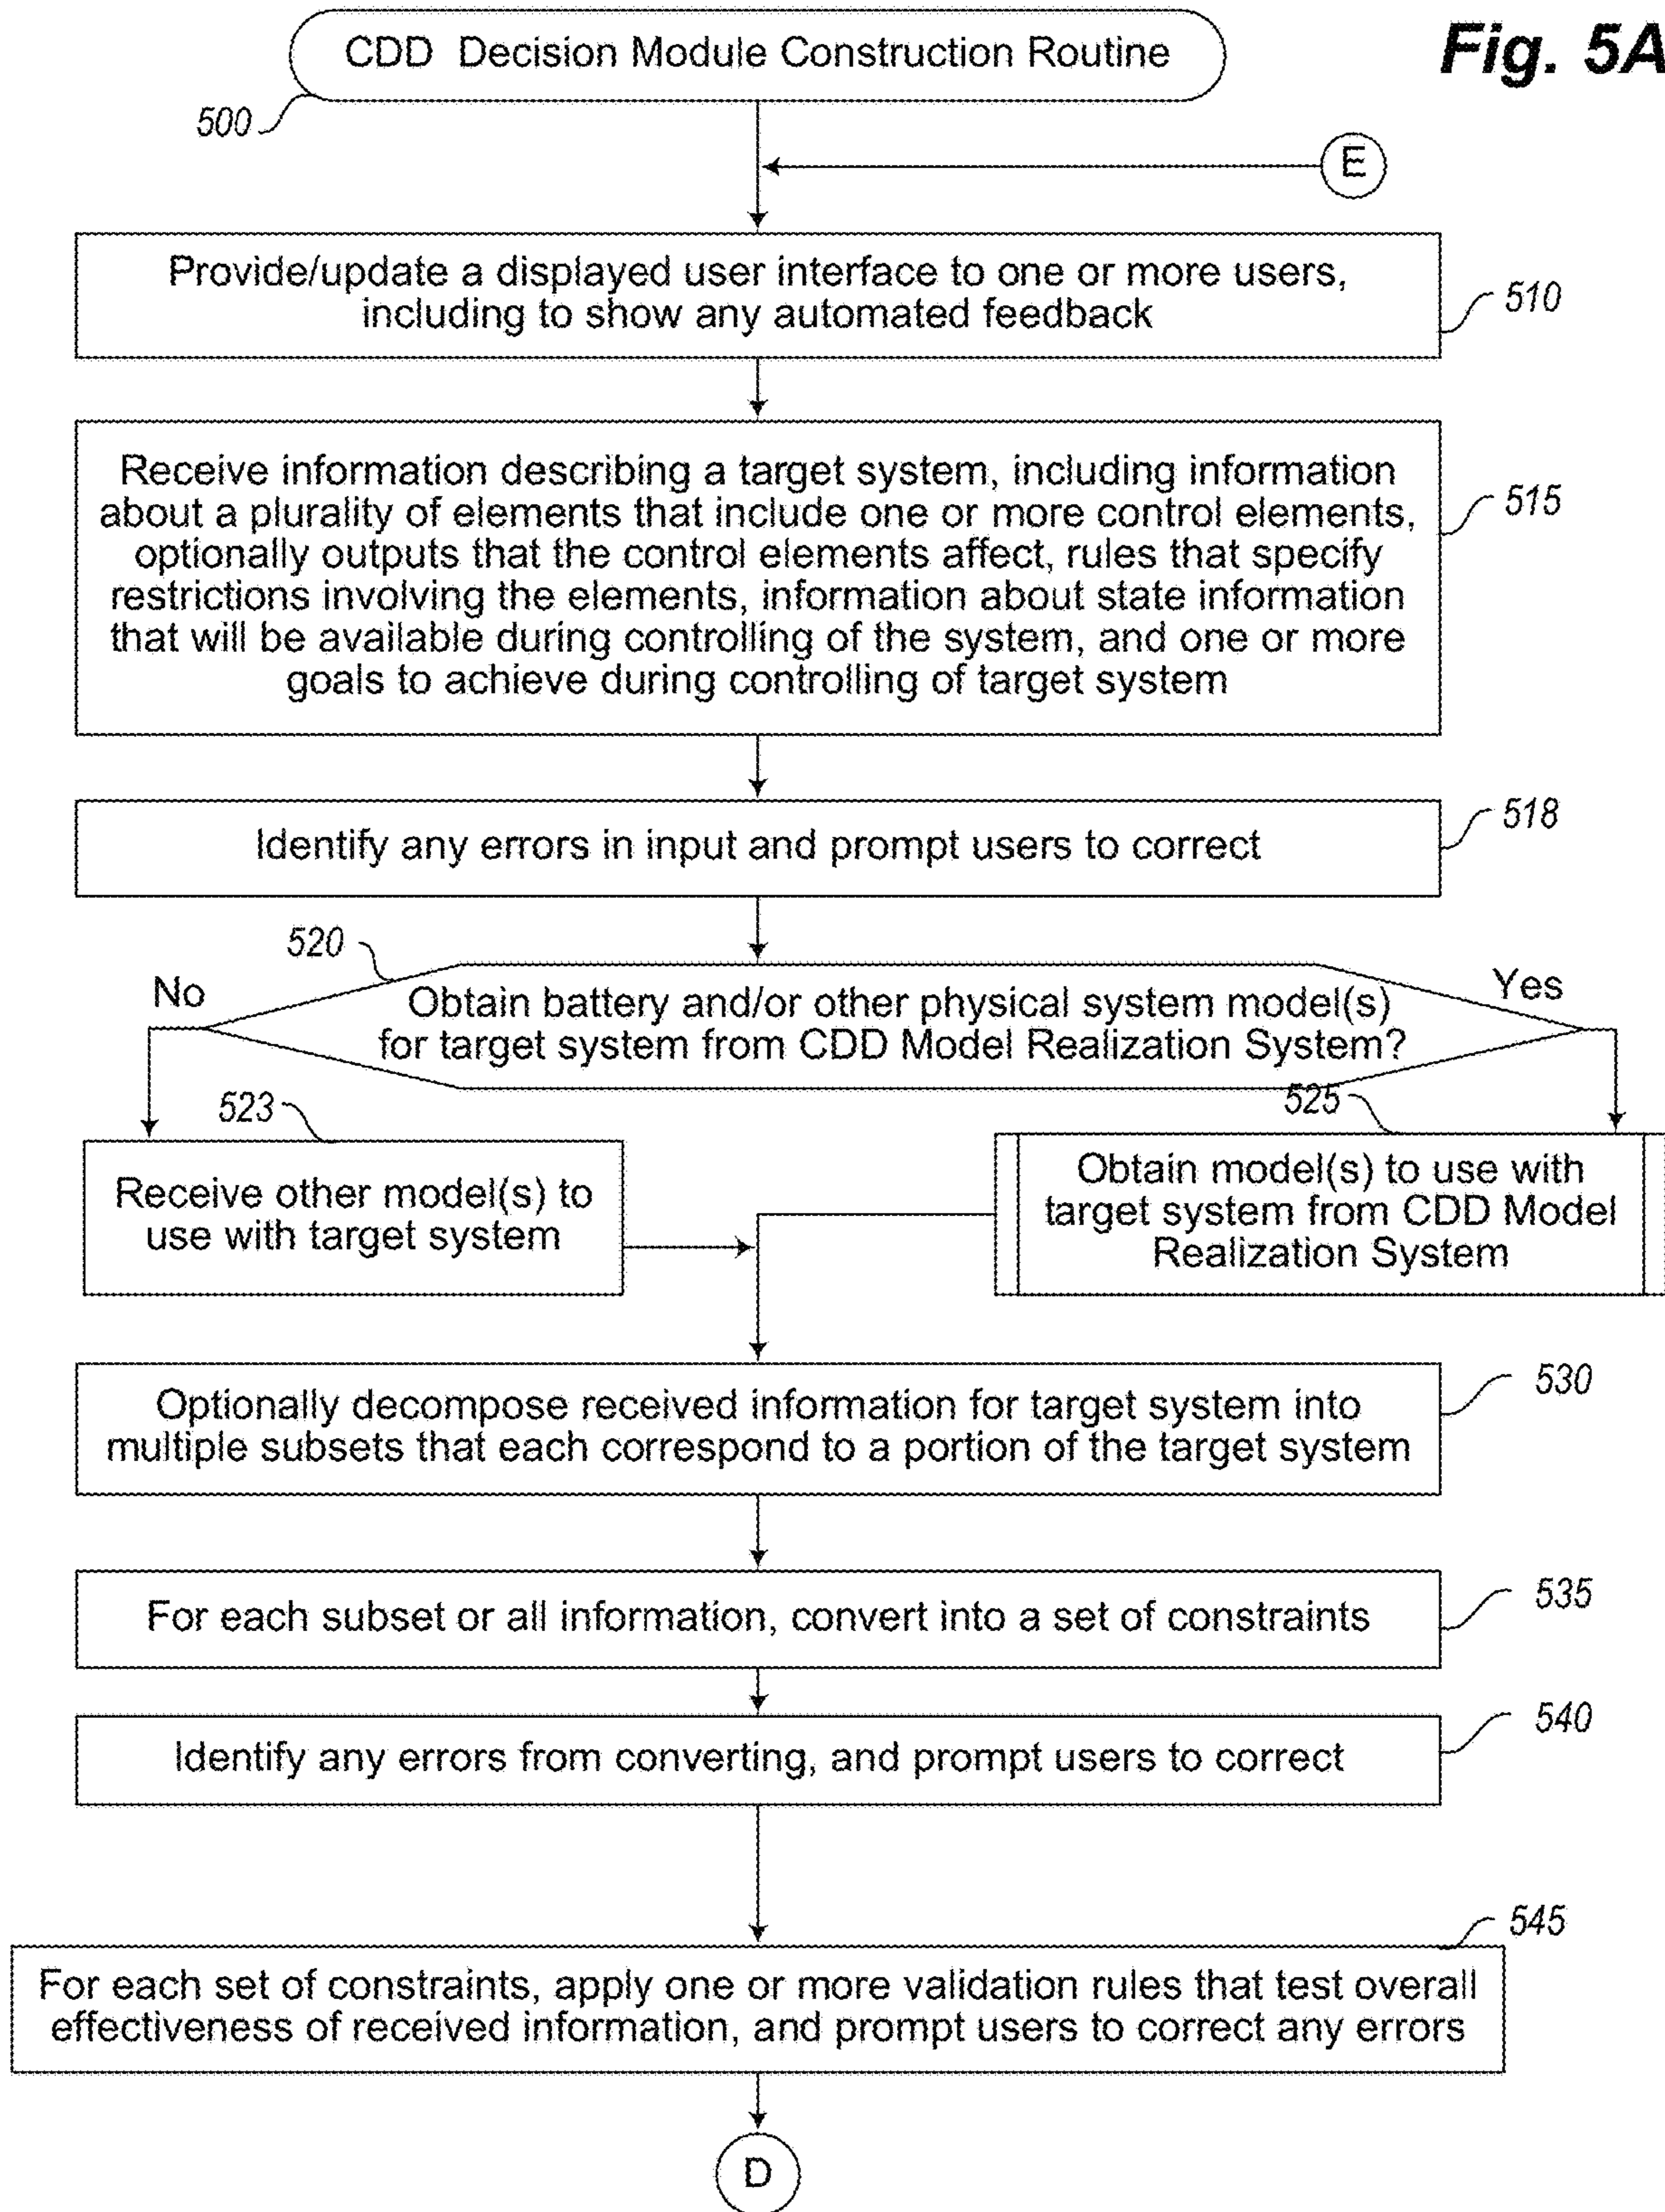 CDD Decision Module Construction Routine
Fig. 5A
500
E
Provide/update a displayed user interface to one or more users,
including to show any automated feedback
510
Receive information describing a target system, including information
about a plurality of elements that include one or more control elements,
optionally outputs that the control elements affect, rules that specify
restrictions involving the elements, information about state information
that will be available during controlling of the system, and one or more
goals to achieve during controlling of target system
515
Identify any errors in input and prompt users to correct
518
520
No
Obtain battery and/or other physical system model(s)
for target system from CDD Model Realization System?
Yes
523
Receive other model(s) to
use with target system
525
Obtain model(s) to use with
target system from CDD Model
Realization System
Optionally decompose received information for target system into
multiple subsets that each correspond to a portion of the target system
530
For each subset or all information, convert into a set of constraints
535
Identify any errors from converting, and prompt users to correct
540
545
For each set of constraints, apply one or more validation rules that test overall
effectiveness of received information, and prompt users to correct any errors
D